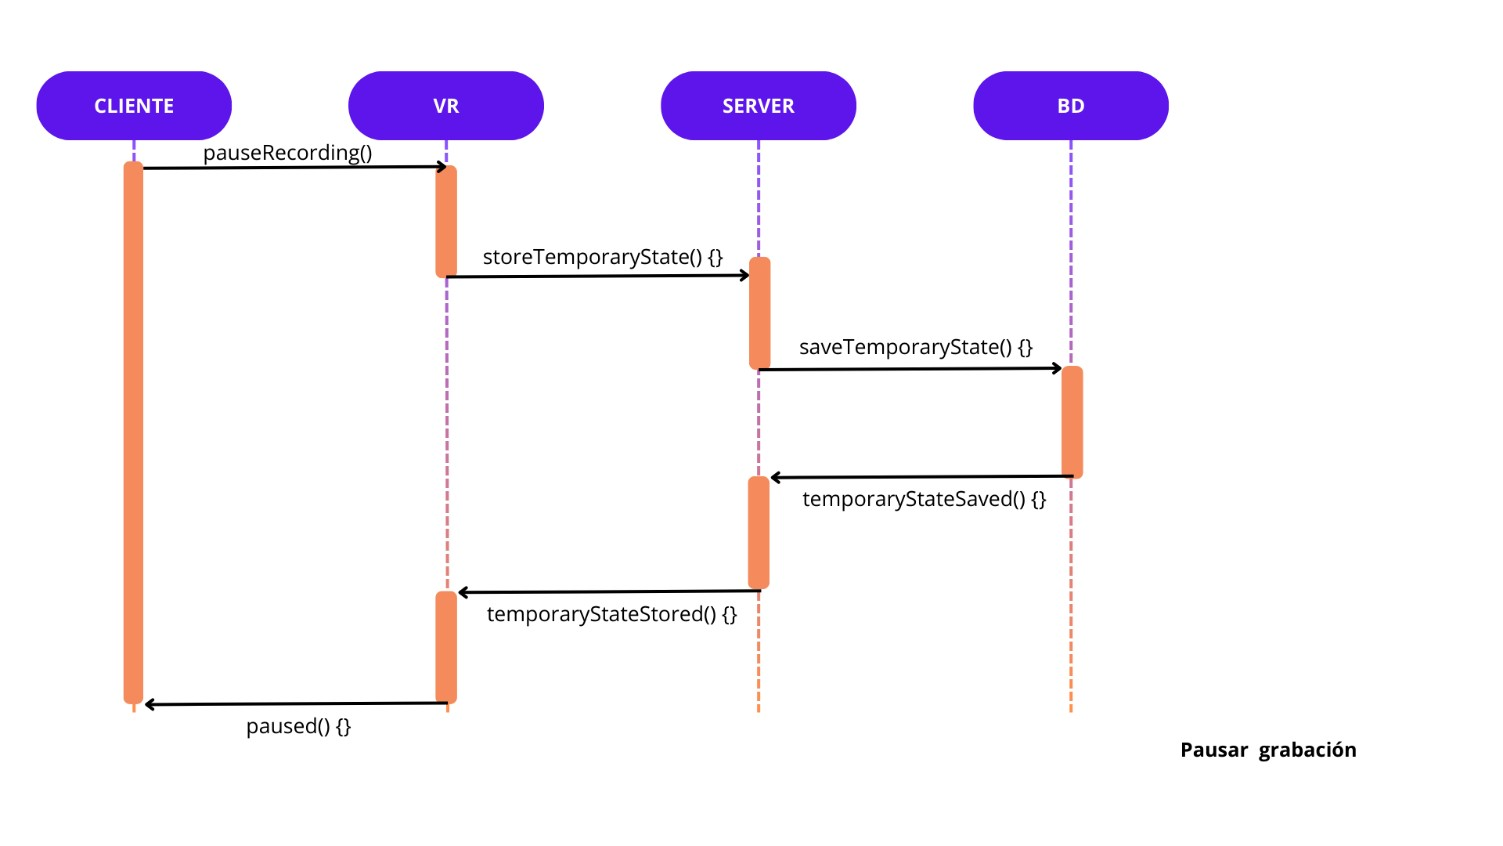 CLIENTE
VR
SERVER
BD
pauseRecording()
storeTemporaryState() {}
saveTemporaryState() {}
temporaryStateSaved() {}
temporaryStateStored() {}
paused() {}
Pausar grabación